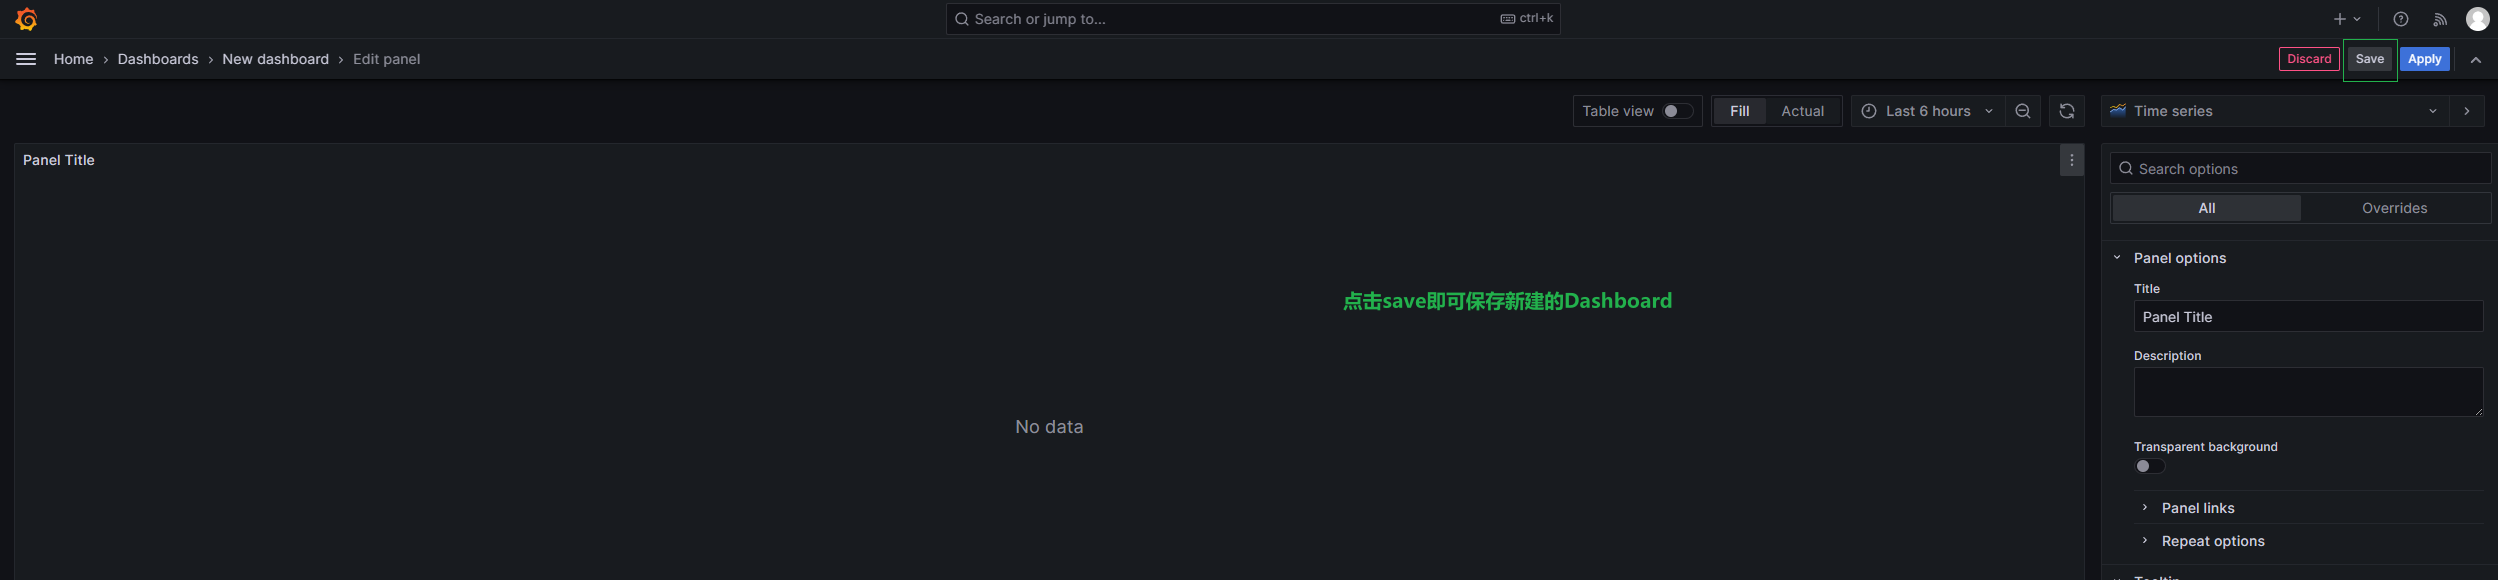 Search or jump to...
ctrl+k
Home › Dashboards › New dashboard › Edit panel
Discard
Save
Apply
Table view
Fill
Actual
Last 6 hours
Time series
Panel Title
Search options
All
Overrides
Panel options
Title
Panel Title
点击save即可保存新建的Dashboard
Description
No data
Transparent background
Panel links
Repeat options